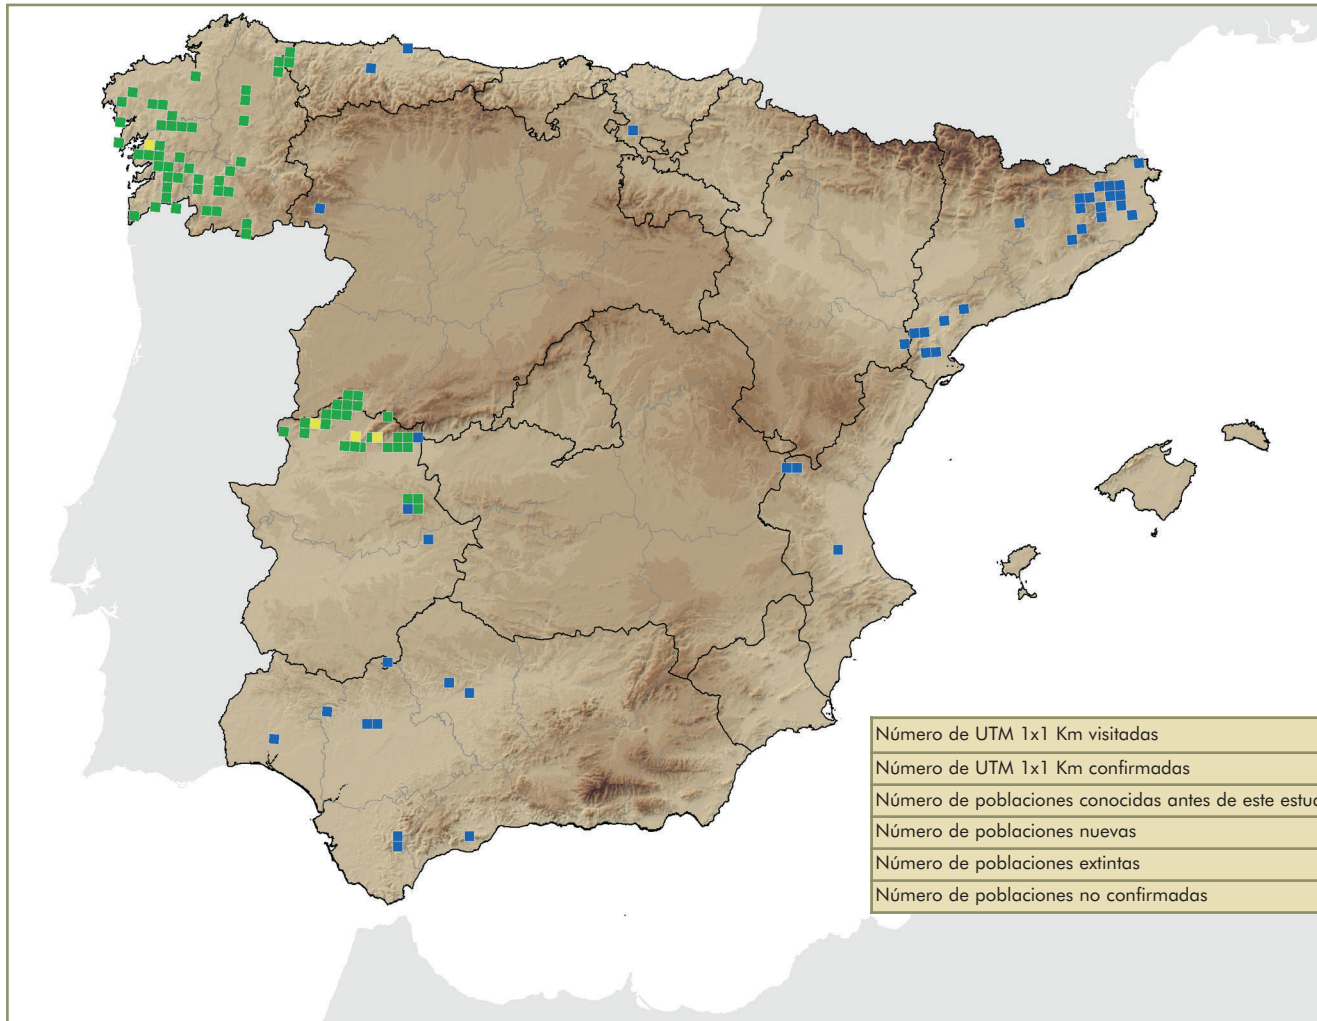 Número de UTM 1x1 Km visitadas
Número de UTM 1x1 Km confirmadas
Número de poblaciones conocidas antes de este
Número de poblaciones nuevas
Número de poblaciones extintas
Número de poblaciones no confirmadas